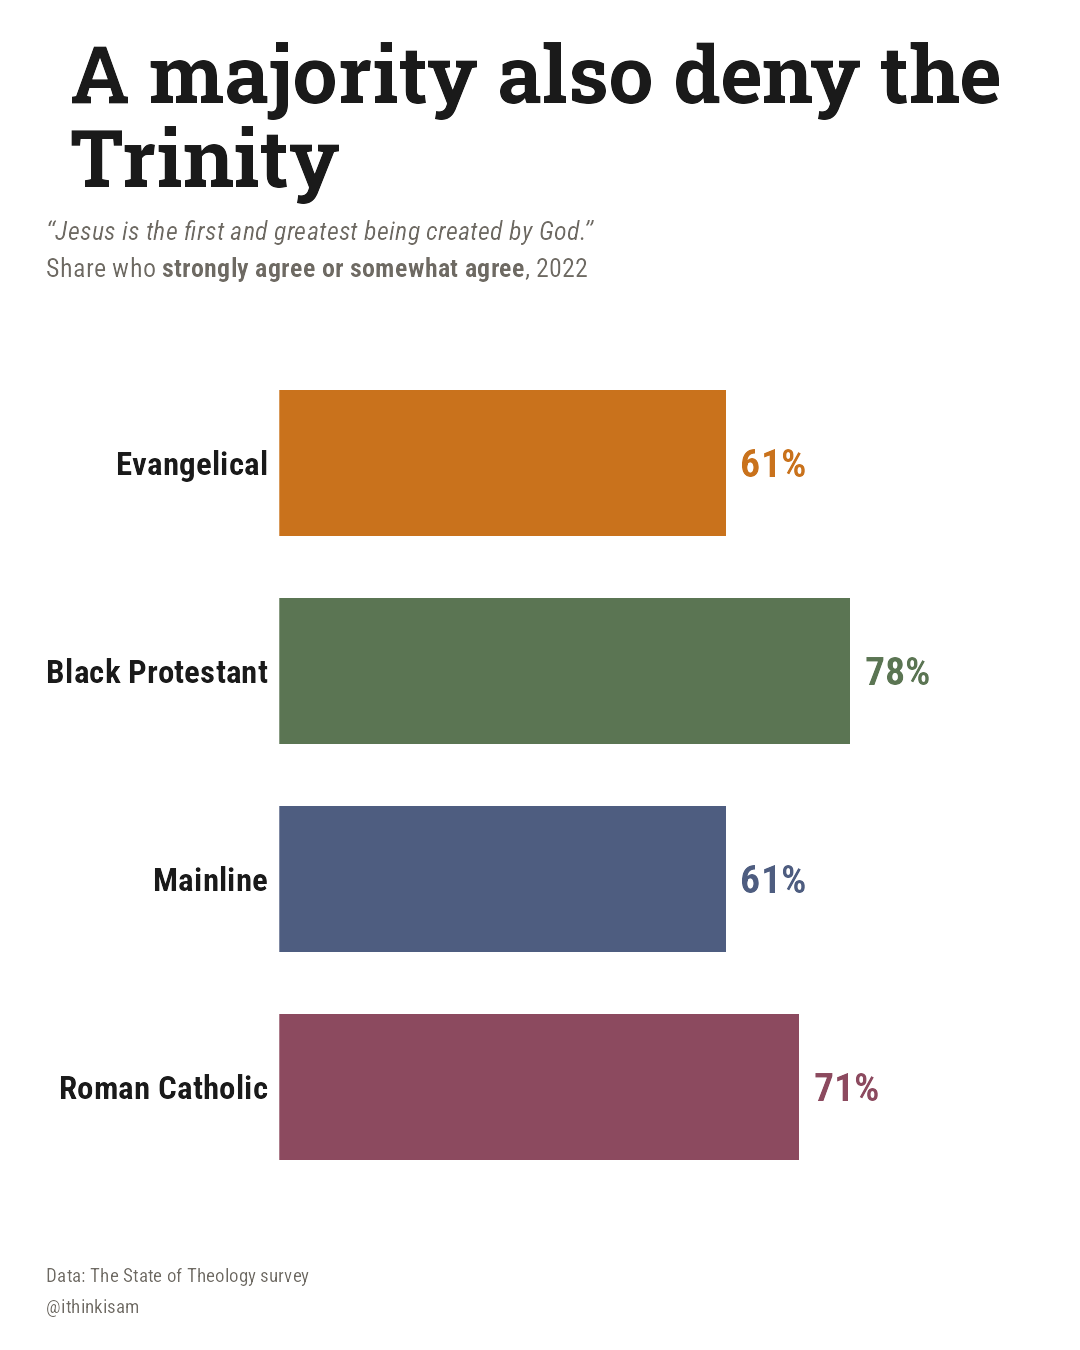 A majority also deny the
Trinity
“Jesus is the first and greatest being created by God.”
Share who strongly agree or somewhat agree, 2022
Evangelical
61%
Black Protestant
78%
Mainline
61%
Roman Catholic
71%
Data: The State of Theology survey
@ithinkisam